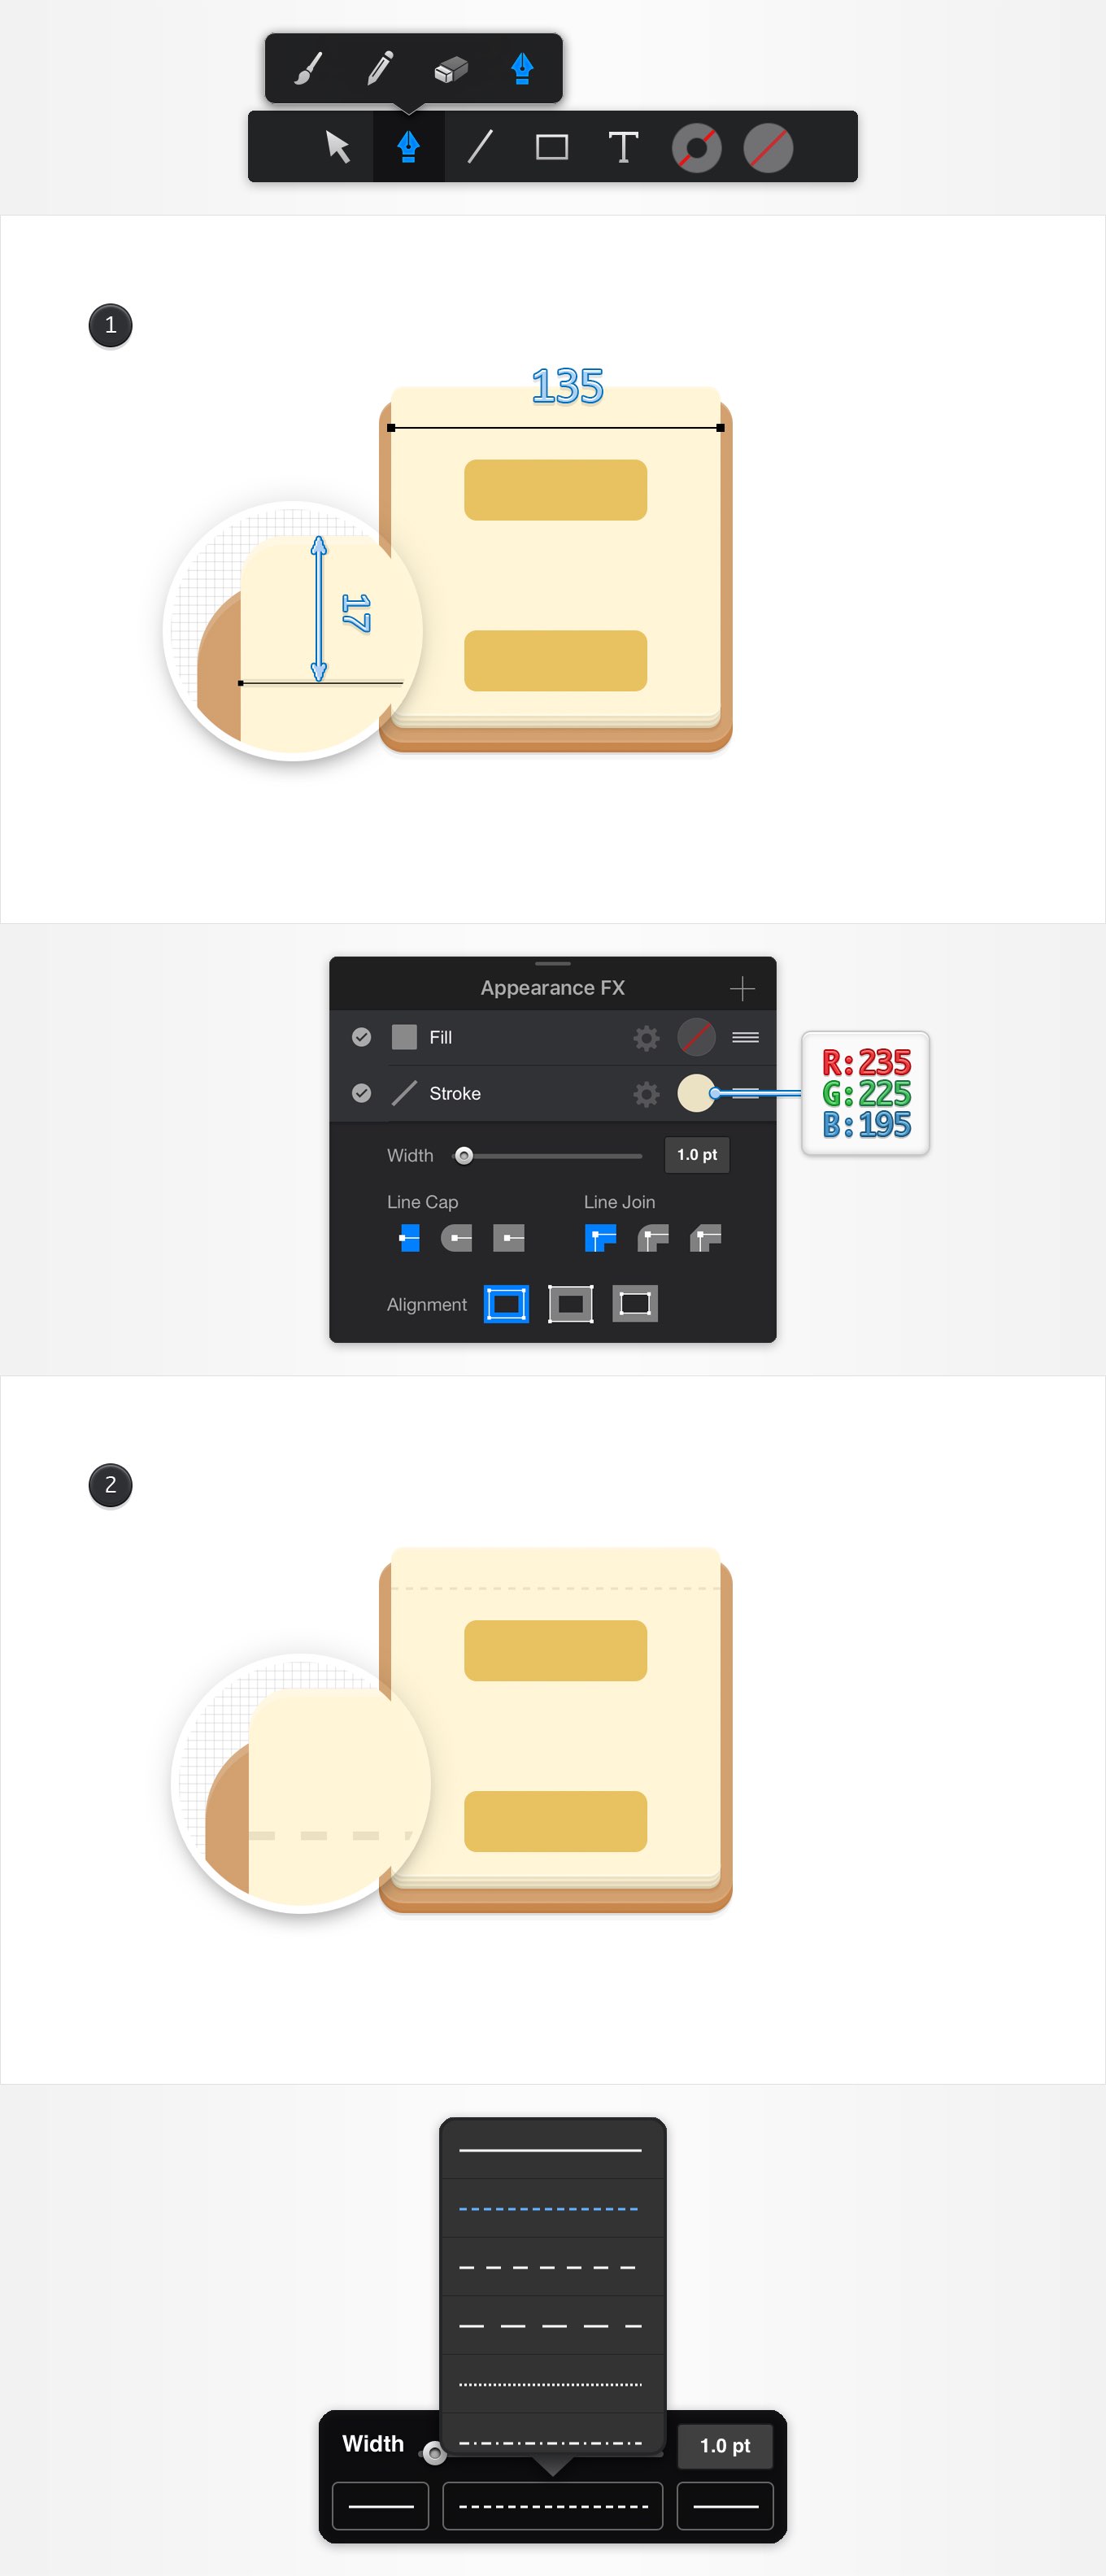 T
1
135
17
Appearance FX
Fill
Stroke
R:235
G:225
B:195
Width
1.0 pt
Line Cap
Line Join
Alignment
2
Width
1.0 pt